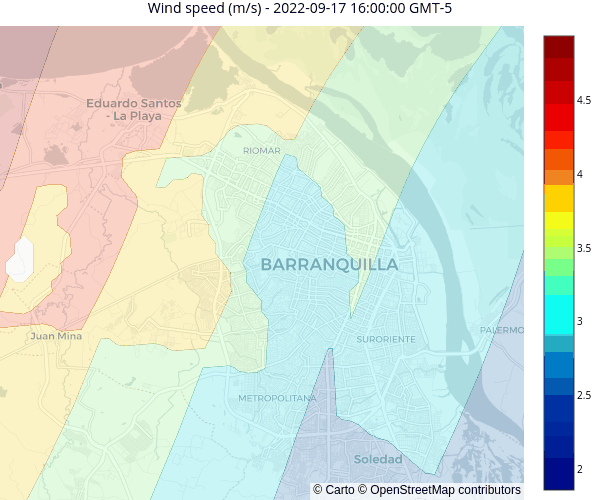 Wind speed (m/s) - 2022-09-17 16:00:00 GMT-5
Eduardo Santos
- La Playa
RIOMAR
BARRANQUILLA
Juan Mina
SURORIENTE
PALERMO
METROPOLITANA
Soledad
© Carto © OpenStreetMap contributors
4.5
4
3.5
3
2.5
2